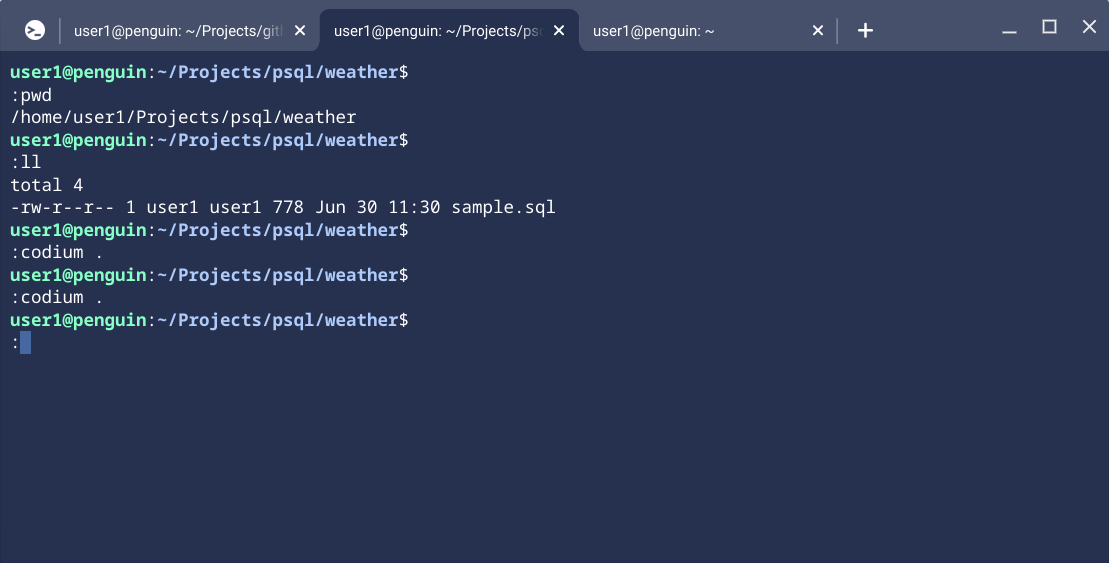 user1@penguin: ~/Projects/git
user1@penguin: ~/Projects/psq
user1@penguin: ~
user1@penguin:~/Projects/psql/weather$
:pwd
/home/user1/Projects/psql/weather
user1@penguin:~/Projects/psql/weather$
:ll
total 4
-rw-r--r-- 1 user1 user1 778 Jun 30 11:30 sample.sql
user1@penguin:~/Projects/psql/weather$
:codium .
user1@penguin:~/Projects/psql/weather$
:codium .
user1@penguin:~/Projects/psql/weather$
: